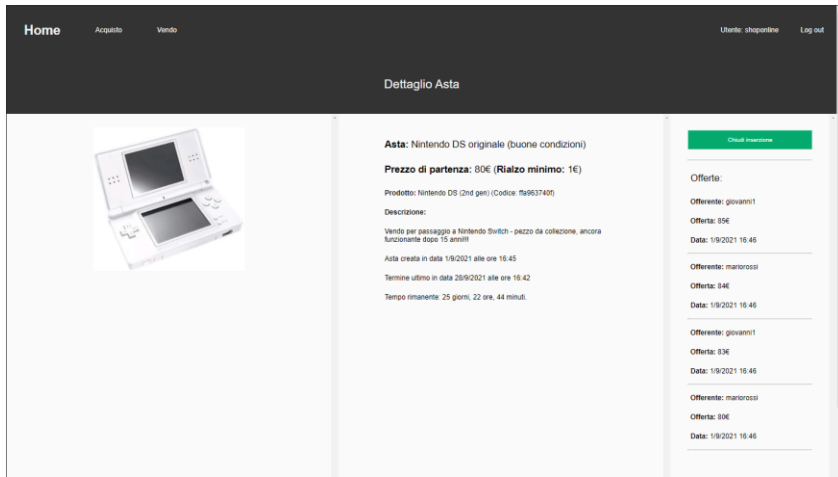 Home Acquisto Vendo Utente: shoponline Log out
Dettaglio Asta
Asta: Nintendo DS originale (buone condizioni)
Prezzo di partenza: 80€ (Rialzo minimo: 1€)
Prodotto: Nintendo DS (2nd gen) (Codice: ffa963740f)
Descrizione:
Vendo per passaggio a Nintendo Switch - pezzo da collezione, ancora
funzionante dopo 15 anni!!!
Asta creata in data 1/9/2021 alle ore 16:45
Termine ultimo in data 28/9/2021 alle ore 16:42
Tempo rimanente: 25 giorni, 22 ore, 44 minuti.
Chiudi inserzione
Offerte:
Offerente: giovanni1
Offerta: 85€
Data: 1/9/2021 16:46
Offerente: mariorossi
Offerta: 84€
Data: 1/9/2021 16:46
Offerente: giovanni1
Offerta: 83€
Data: 1/9/2021 16:46
Offerente: mariorossi
Offerta: 80€
Data: 1/9/2021 16:46